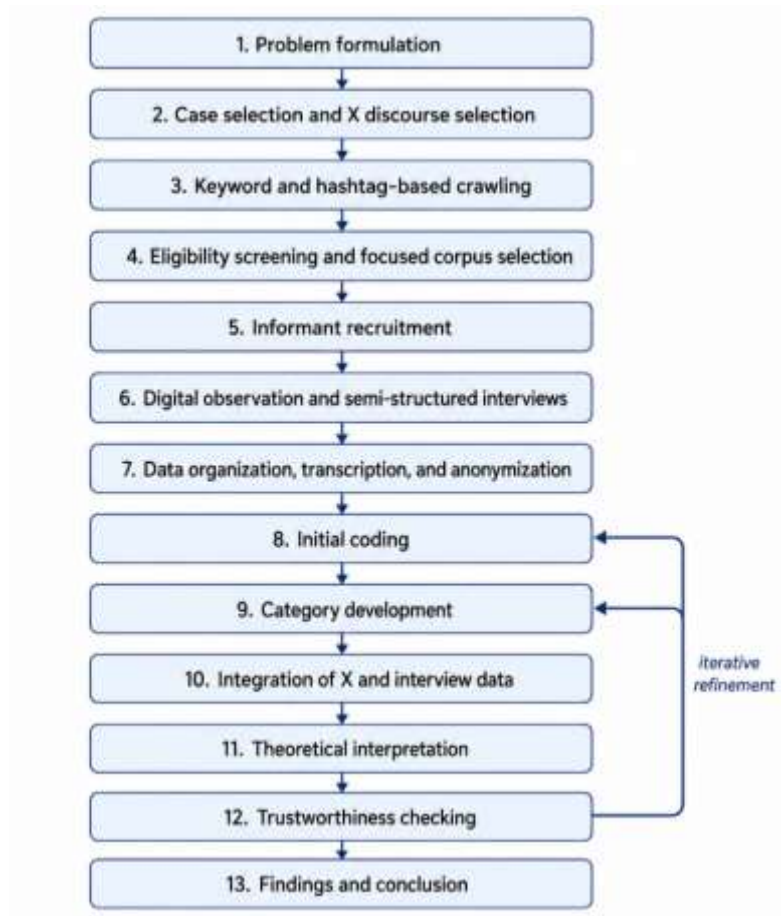 1. Problem formulation
2. Case selection and X discourse selection
3. Keyword and hashtag-based crawling
4. Eligibility screening and focused corpus selection
5. Informant recruitment
6. Digital observation and semi-structured interviews
7. Data organization, transcription, and anonymization
8. Initial coding
9. Category development
10. Integration of X and interview data
iterative
refinement
11. Theoretical interpretation
12. Trustworthiness checking
13. Findings and conclusion